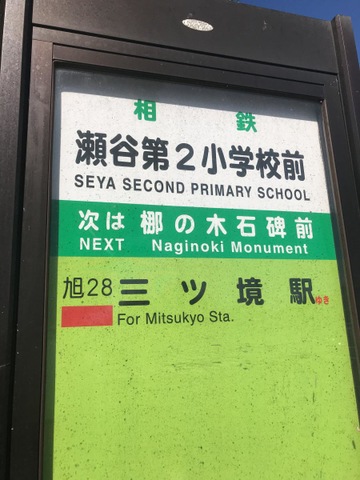 相鉄
瀬谷第2小学校前
SEYA SECOND PRIMARY SCHOOL
次は 梛の木石碑前
NEXT Naginoki Monument
旭28 三ツ境駅ゆき
For Mitsukyo Sta.